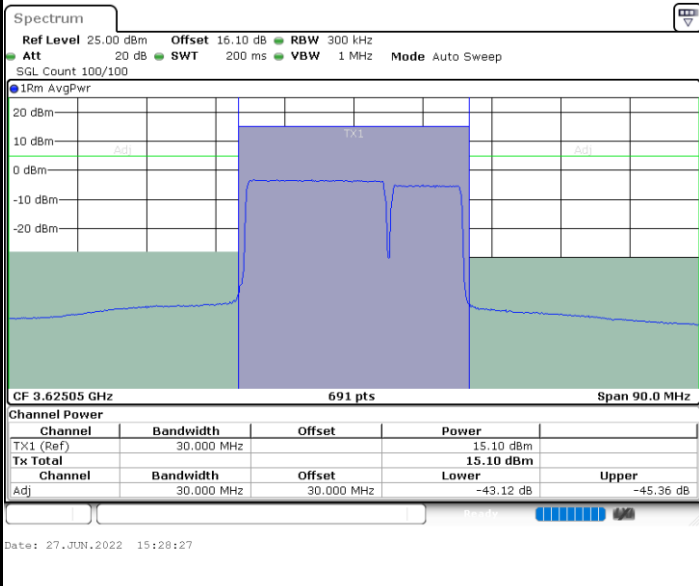 Spectrum
Ref Level 25.00 dBm Offset 16.10 dB RBW 300 kHz
Att 20 dB SWT 200 ms VBW 1 MHz Mode Auto Sweep
SGL Count 100/100
1Rm AvgPwr
20 dBm
TX1
10 dBm
Adj Adj
0 dBm
-10 dBm
-20 dBm
CF 3.62505 GHz 691 pts Span 90.0 MHz
Channel Power
Channel Bandwidth Offset Power
TX1 (Ref) 30.000 MHz 15.10 dBm
Tx Total 15.10 dBm
Channel Bandwidth Offset Lower Upper
Adj 30.000 MHz 30.000 MHz -43.12 dB -45.36 dB
Ready
Date: 27.JUN.2022 15:28:27